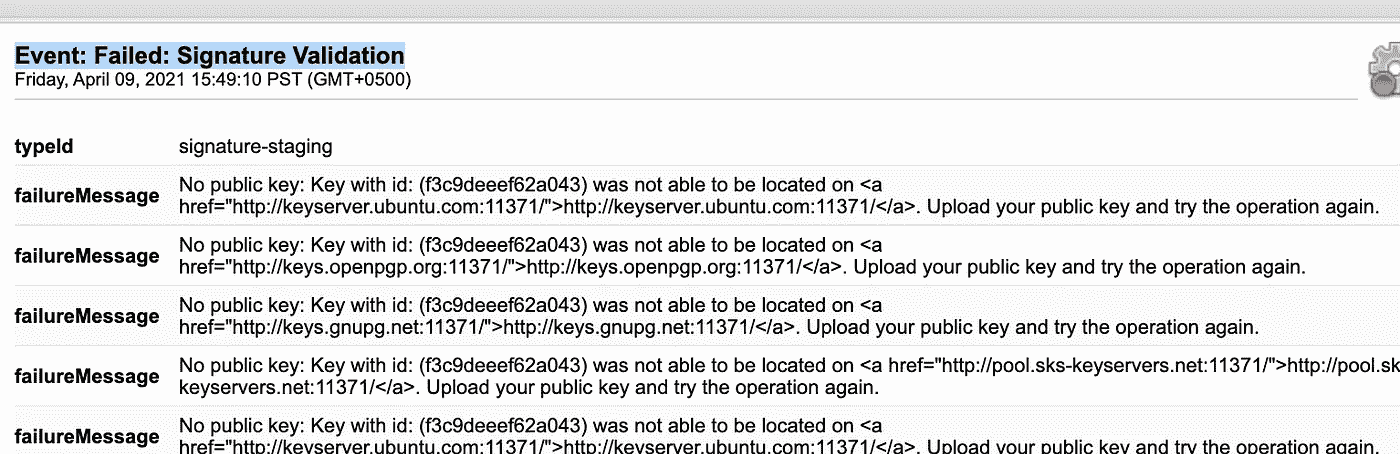 Event: Failed: Signature Validation
Friday, April 09, 2021 15:49:10 PST (GMT+0500)
typeId signature-staging
failureMessage No public key: Key with id: (f3c9deeef62a043) was not able to be located on <a
href="http://keyserver.ubuntu.com:11371/">http://keyserver.ubuntu.com:11371/</a>. Upload your public key and try the operation again.
failureMessage No public key: Key with id: (f3c9deeef62a043) was not able to be located on <a
href="http://keys.openpgp.org:11371/">http://keys.openpgp.org:11371/</a>. Upload your public key and try the operation again.
failureMessage No public key: Key with id: (f3c9deeef62a043) was not able to be located on <a
href="http://keys.gnupg.net:11371/">http://keys.gnupg.net:11371/</a>. Upload your public key and try the operation again.
failureMessage No public key: Key with id: (f3c9deeef62a043) was not able to be located on <a href="http://pool.sks-keyservers.net:11371/">http://pool.sk
keyservers.net:11371/</a>. Upload your public key and try the operation again.
failureMessage No public key: Key with id: (f3c9deeef62a043) was not able to be located on <a
href="http://keyserver.ubuntu.com:11371/">http://keyserver.ubuntu.com:11371/</a>. Upload your public key and try the operation again.